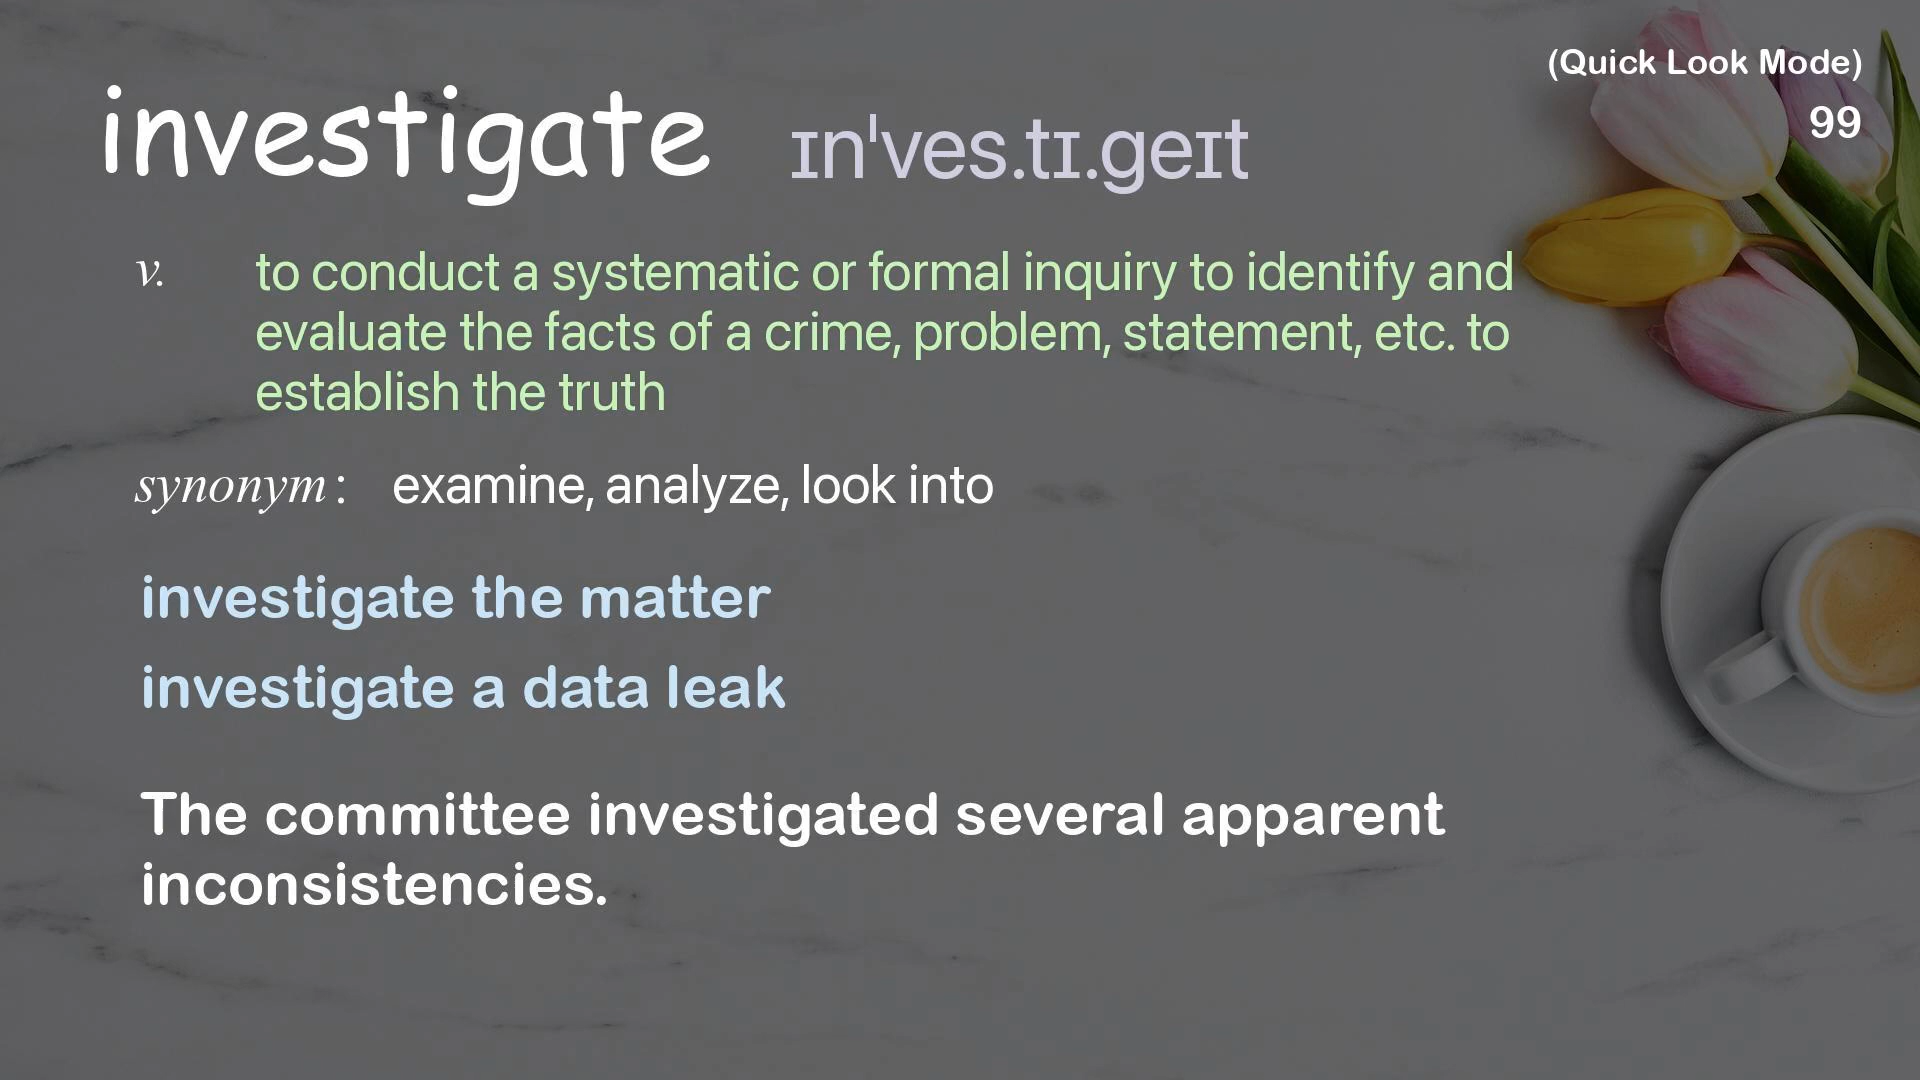 (Quick Look Mode)
99
investigate ɪnˈves.tɪ.ɡeɪt
v. to conduct a systematic or formal inquiry to identify and
evaluate the facts of a crime, problem, statement, etc. to
establish the truth
synonym: examine, analyze, look into
investigate the matter
investigate a data leak
The committee investigated several apparent
inconsistencies.